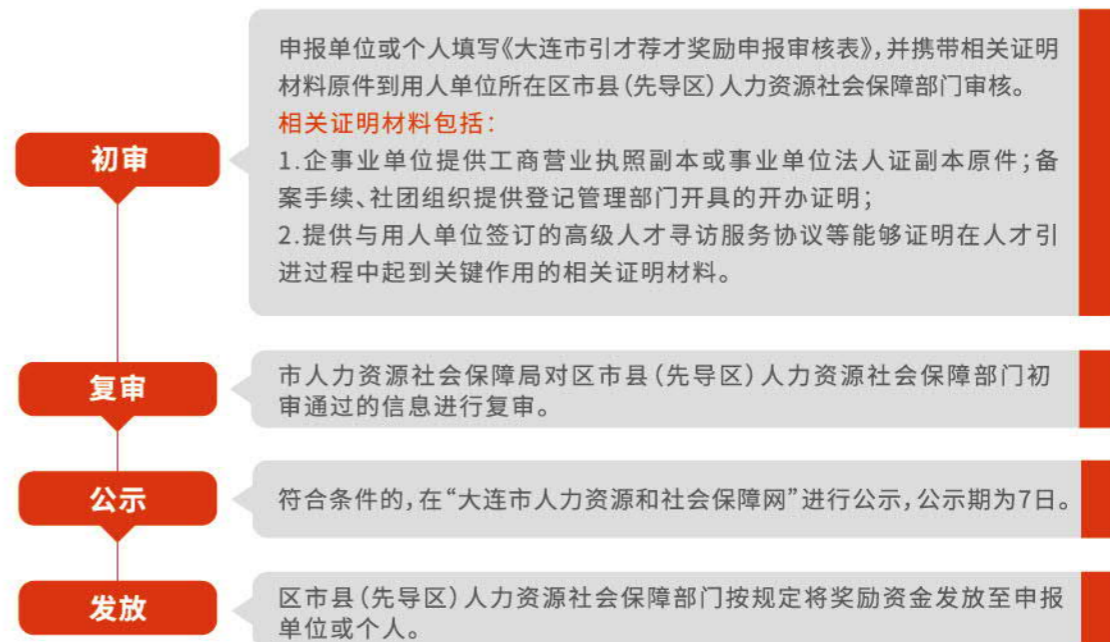 初审
申报单位或个人填写《大连市引才荐才奖励申报审核表》,并携带相关证明
材料原件到用人单位所在区市县(先导区)人力资源社会保障部门审核。
相关证明材料包括:
1.企事业单位提供工商营业执照副本或事业单位法人证副本原件;备
案手续、社团组织提供登记管理部门开具的开办证明;
2.提供与用人单位签订的高级人才寻访服务协议等能够证明在人才引
进过程中起到关键作用的相关证明材料。
复审
市人力资源社会保障局对区市县(先导区)人力资源社会保障部门初
审通过的信息进行复审。
公示
符合条件的,在“大连市人力资源和社会保障网”进行公示,公示期为7日。
发放
区市县(先导区)人力资源社会保障部门按规定将奖励资金发放至申报
单位或个人。